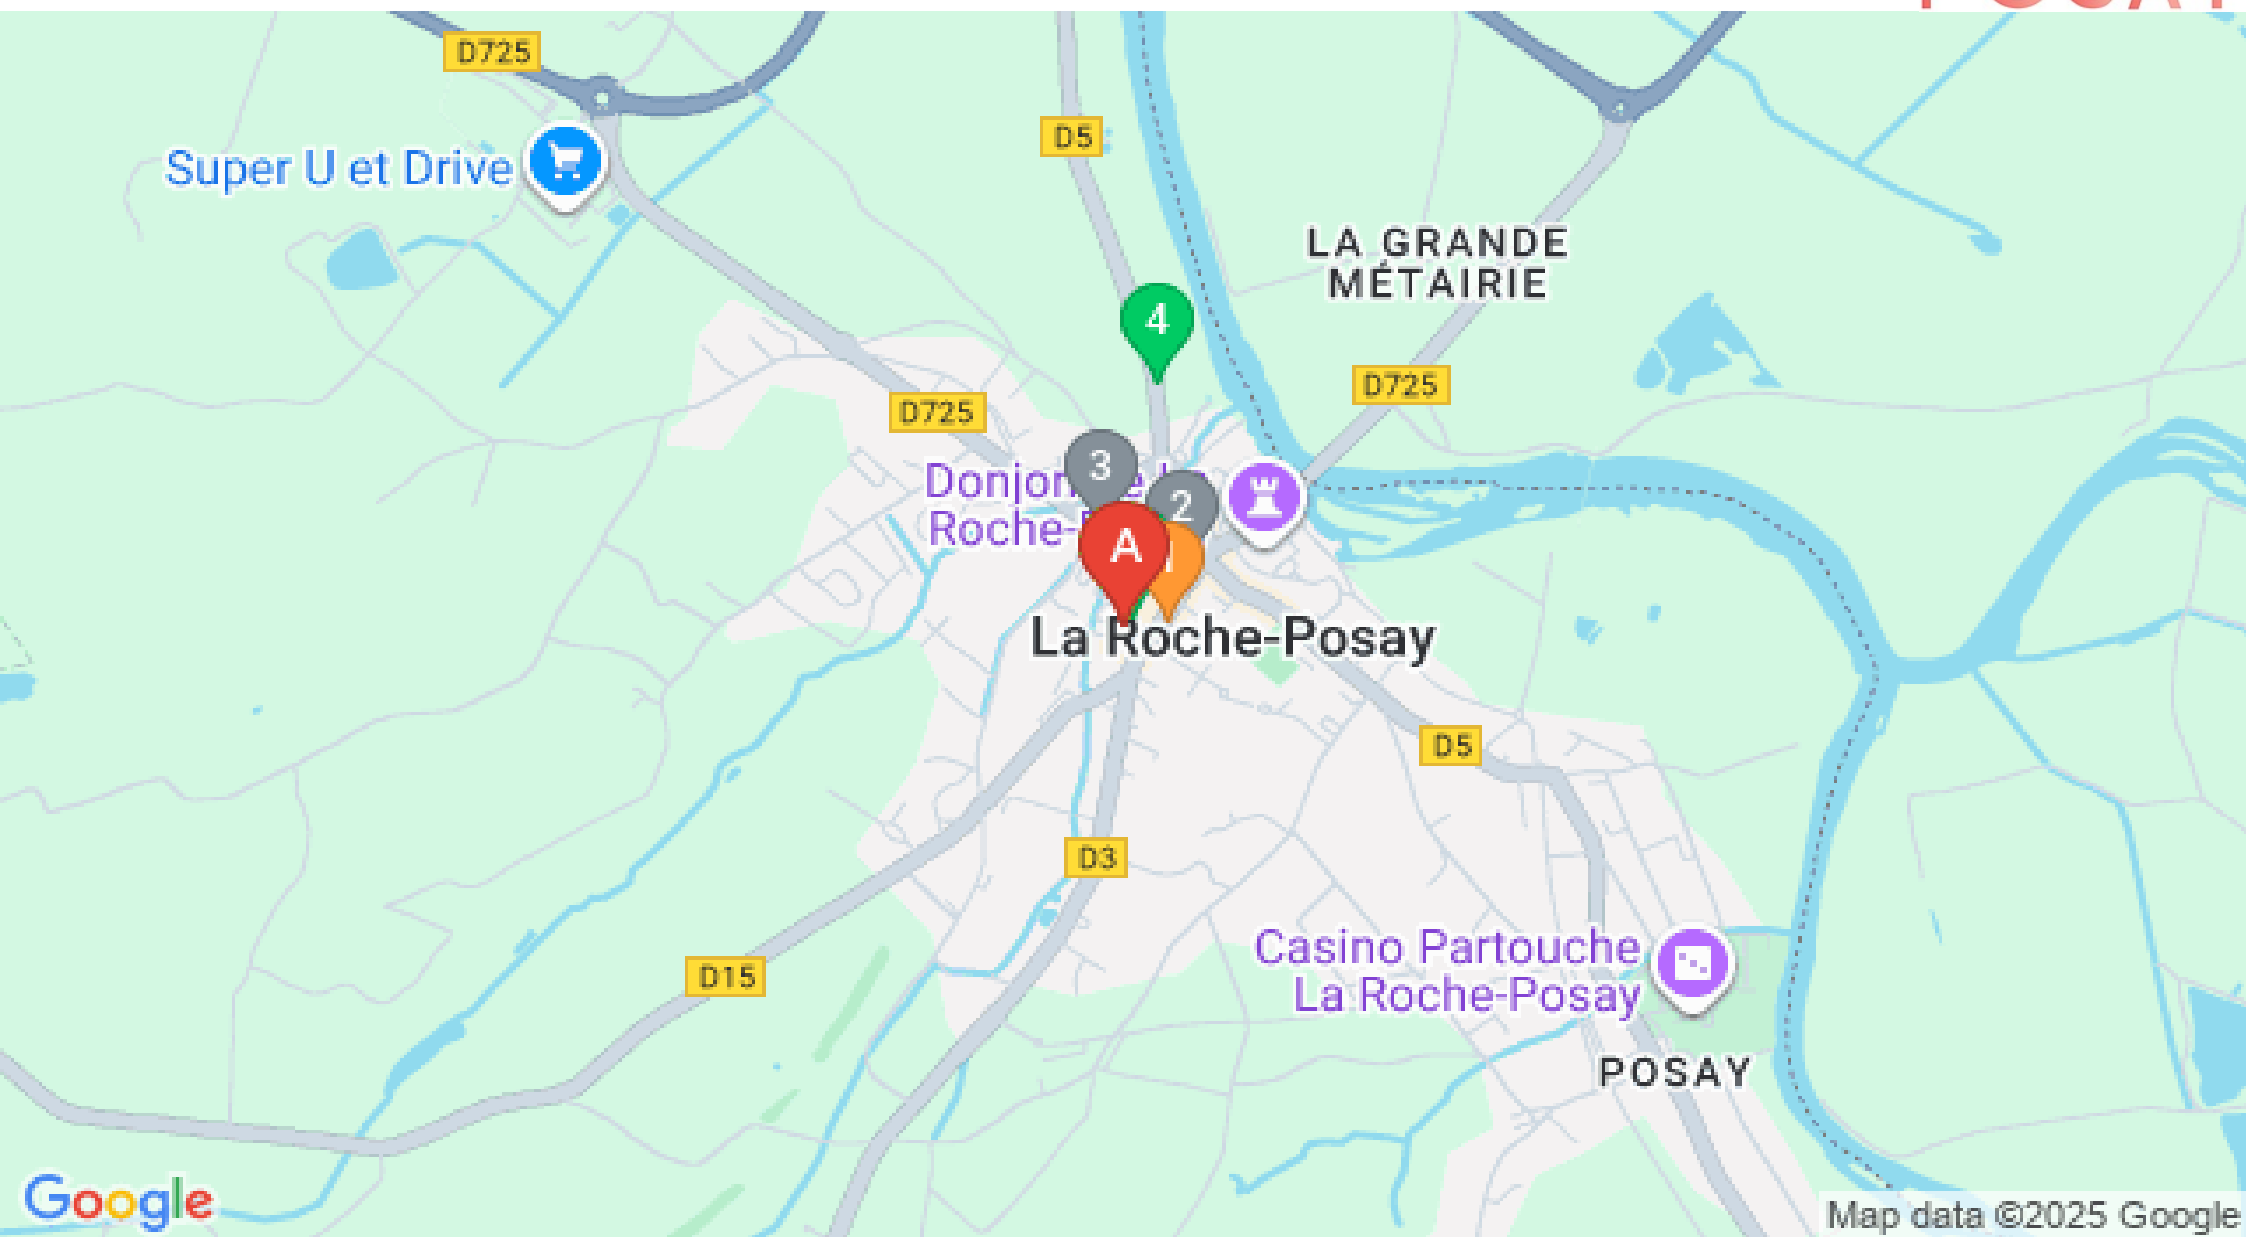 D725
D5
Super U et Drive
LA GRANDE
MÉTAIRIE
4
4
D725
D725
3
2
Donjon
Roche-
A
La Roche-Posay
D5
D3
Casino Partouche
La Roche-Posay
D15
POSAY
Google
Map data ©2025 Google